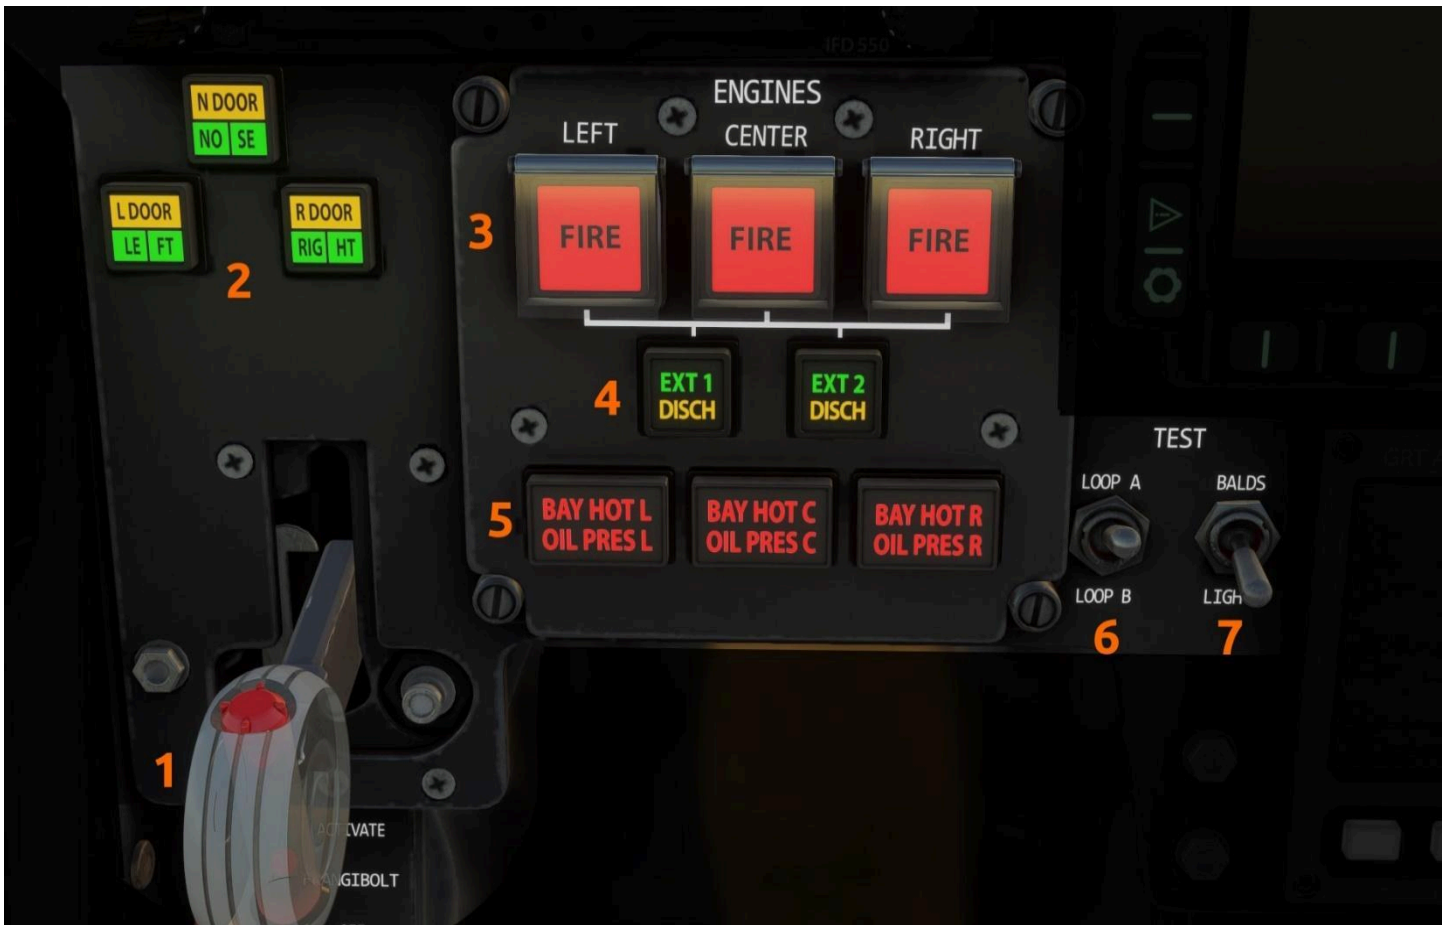 IFD 550
N DOOR
NO SE
L DOOR
LE FT
R DOOR
RIG HT
2
1
ENGINES
LEFT CENTER RIGHT
3
FIRE FIRE FIRE
4
EXT 1
DISCH
EXT 2
DISCH
5
BAY HOT L
OIL PRES L
BAY HOT C
OIL PRES C
BAY HOT R
OIL PRES R
TEST
LOOP A
LOOP B
6
BALDS
LIGH
7